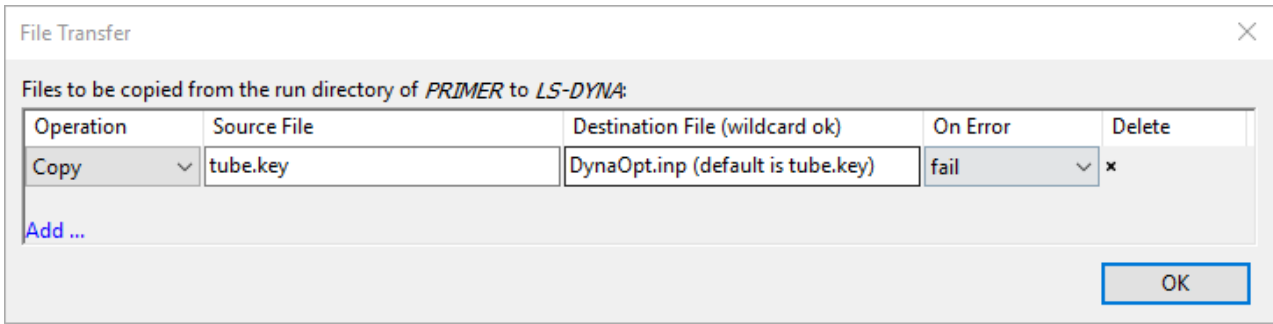 File Transfer
Files to be copied from the run directory of PRIMER to LS-DYNA:
Operation Source File Destination File (wildcard ok) On Error Delete
Copy tube.key DynaOpt.inp (default is tube.key) fail ×
Add ...
OK